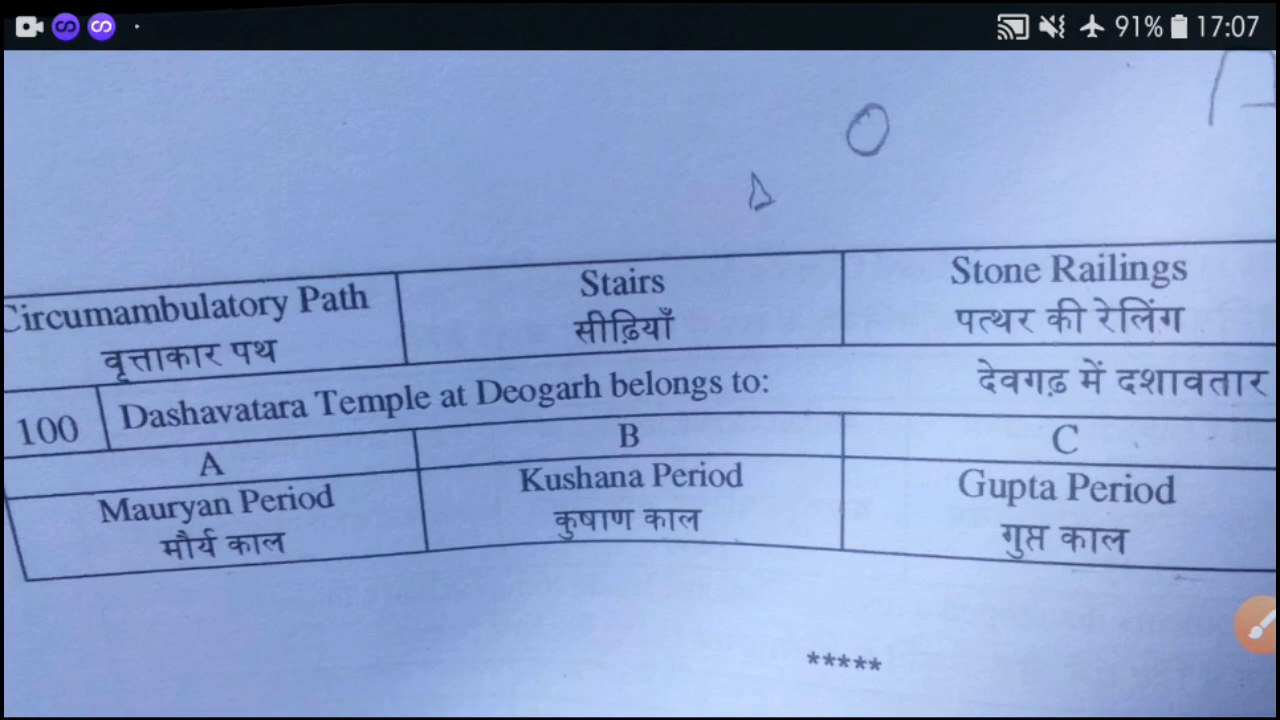 91% 17:07
A
Circumambulatory Path
वृत्ताकार पथ
Stairs
सीढ़ियाँ
Stone Railings
पत्थर की रेलिंग
100 Dashavatara Temple at Deogarh belongs to: देवगढ़ में दशावतार
A B C
Mauryan Period
मौर्य काल
Kushana Period
कुषाण काल
Gupta Period
गुप्त काल
*****